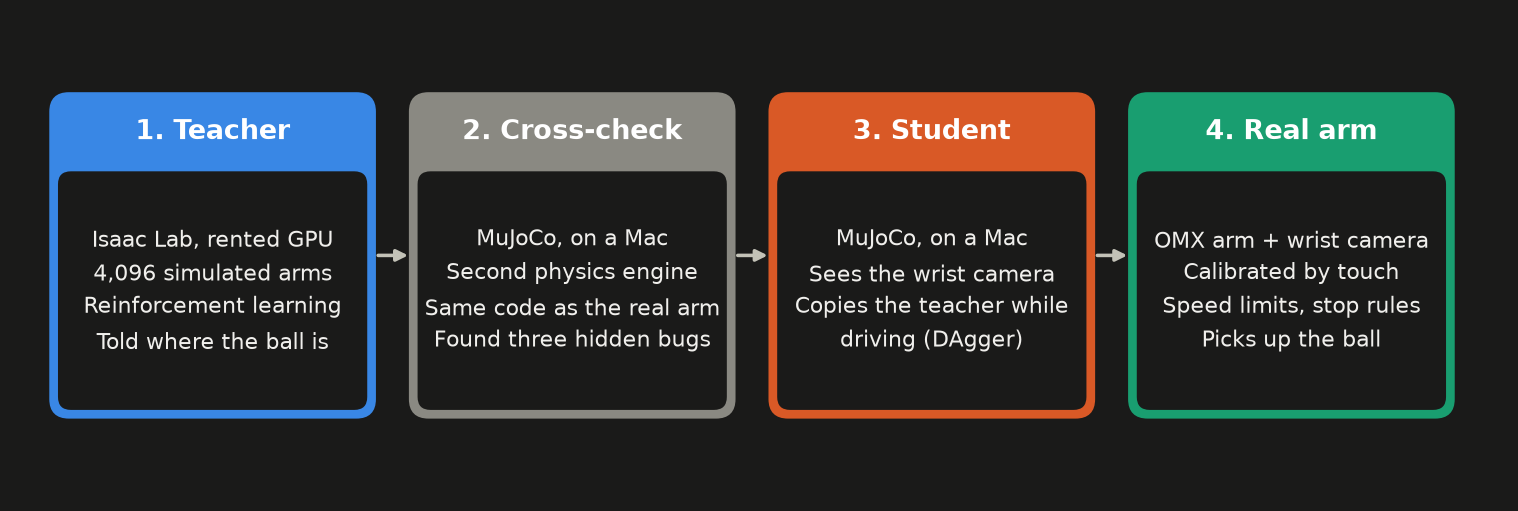 1. Teacher
Isaac Lab, rented GPU
4,096 simulated arms
Reinforcement learning
Told where the ball is
2. Cross-check
MuJoCo, on a Mac
Second physics engine
Same code as the real arm
Found three hidden bugs
3. Student
MuJoCo, on a Mac
Sees the wrist camera
Copies the teacher while
driving (DAgger)
4. Real arm
OMX arm + wrist camera
Calibrated by touch
Speed limits, stop rules
Picks up the ball